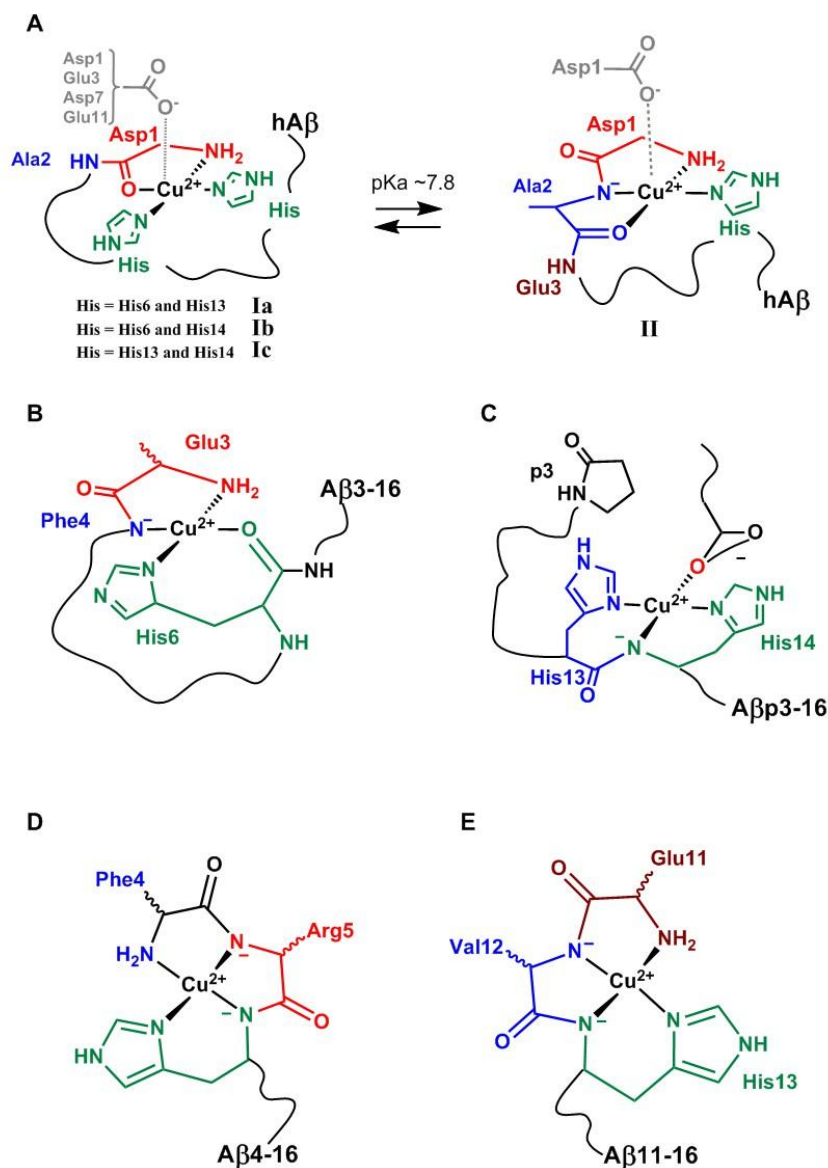 A
Asp1
Glu3
Asp7
Glu11
O
O-
hAβ
Asp1
Ala2 HN
NH2
O
Cu2+
N
NH
N
HN
His
His
His = His6 and His13 Ia
His = His6 and His14 Ib
His = His13 and His14 Ic
pKa ~7.8
Asp1
O
O-
Asp1
O
NH2
Ala2
N-
Cu2+
N
NH
O
His
HN
Glu3
hAβ
II
B
Glu3
O
NH2
Aβ3-16
Phe4
N-
Cu2+
O
N
NH
N
His6
NH
C
O
p3
HN
O
O
–
HN
N
Cu2+
N
NH
N
N
–
His14
His13
O
Aβp3-16
D
O
Phe4
N
–
Arg5
H2N
Cu2+
N
–
N
O
HN
Aβ4-16
E
Glu11
O
N
–
NH2
Val12
Cu2+
N
–
N
O
NH
His13
Aβ11-16